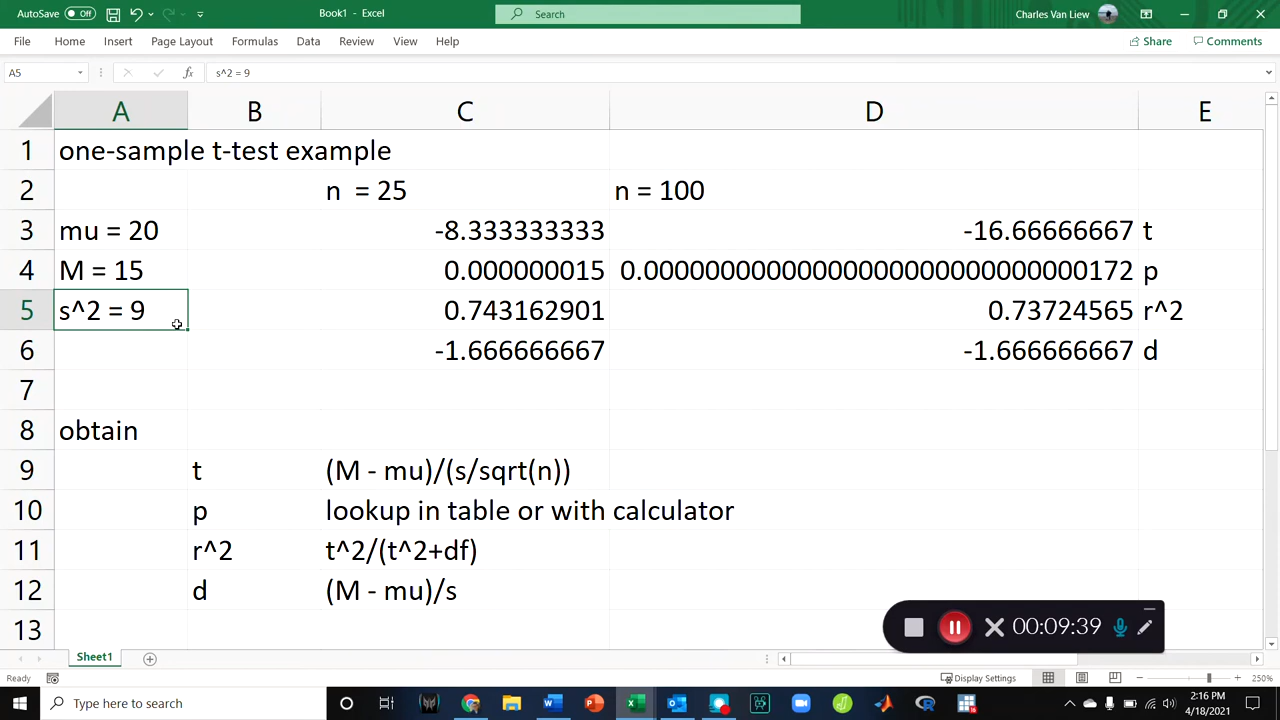 AutoSave Off Book1 - Excel Search Charles Van Liew
File Home Insert Page Layout Formulas Data Review View Help Share Comments
A5 fx s^2 = 9
A B C D E
1 one-sample t-test example
2 n = 25 n = 100
3 mu = 20 -8.333333333 -16.66666667 t
4 M = 15 0.000000015 0.0000000000000000000000000000172 p
5 s^2 = 9 0.743162901 0.73724565 r^2
6 -1.666666667 -1.666666667 d
7
8 obtain
9 t (M - mu)/(s/sqrt(n))
10 p lookup in table or with calculator
11 r^2 t^2/(t^2+df)
12 d (M - mu)/s
13
00:09:39
Sheet1
Ready Display Settings 250%
Type here to search
2:16 PM
4/18/2021